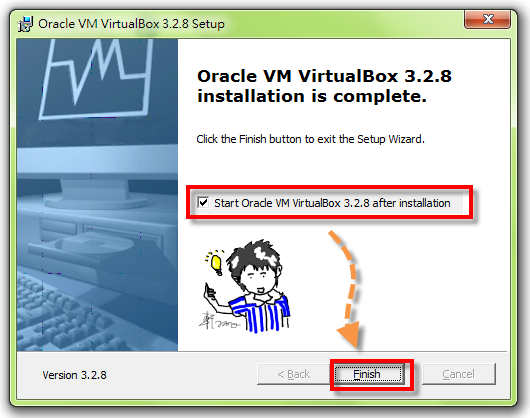 Oracle VM VirtualBox 3.2.8 Setup
Oracle VM VirtualBox 3.2.8
installation is complete.
Click the Finish button to exit the Setup Wizard.
Start Oracle VM VirtualBox 3.2.8 after installation
Version 3.2.8
< Back
Finish
Cancel